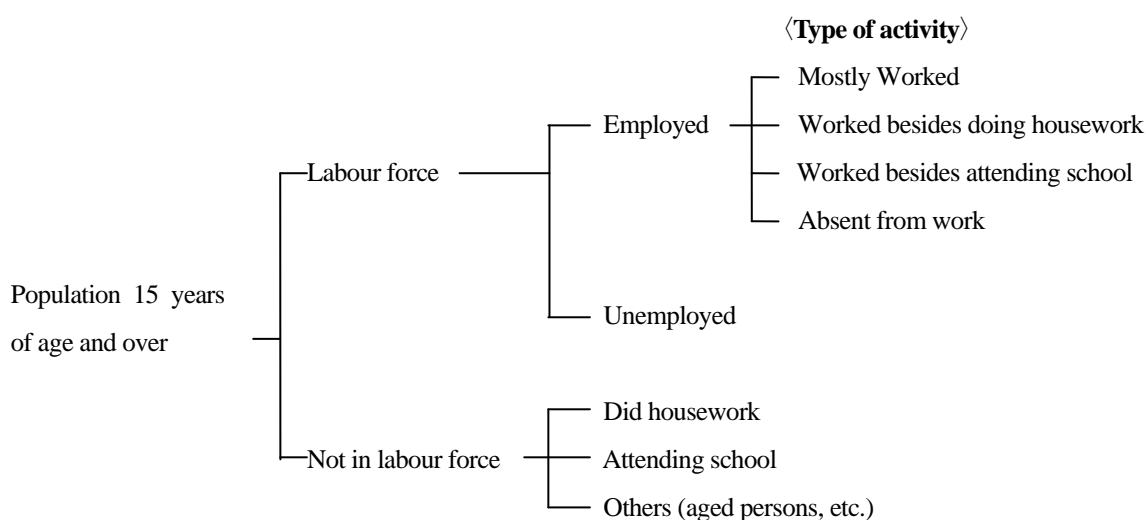 〈Type of activity〉
Mostly Worked
Employed
Worked besides doing housework
Labour force
Worked besides attending school
Absent from work
Population 15 years
of age and over
Unemployed
Did housework
Not in labour force
Attending school
Others (aged persons, etc.)